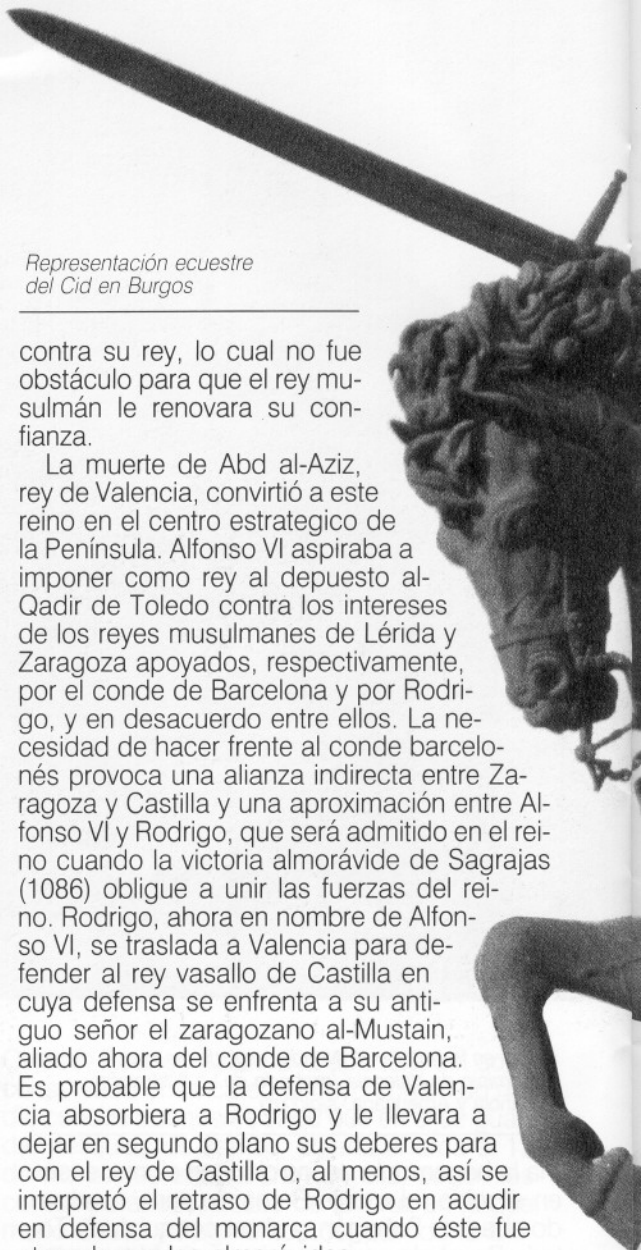 Representación ecuestre
del Cid en Burgos
contra su rey, lo cual no fue
obstáculo para que el rey mu-
sulmán le renovara su con-
fianza.
La muerte de Abd al-Aziz,
rey de Valencia, convirtió a este
reino en el centro estrategico de
la Península. Alfonso VI aspiraba a
imponer como rey al depuesto al-
Qadir de Toledo contra los intereses
de los reyes musulmanes de Lérida y
Zaragoza apoyados, respectivamente,
por el conde de Barcelona y por Rodri-
go, y en desacuerdo entre ellos. La ne-
cesidad de hacer frente al conde barcelo-
nés provoca una alianza indirecta entre Za-
ragoza y Castilla y una aproximación entre Al-
fonso VI y Rodrigo, que será admitido en el rei-
no cuando la victoria almorávide de Sagrajas
(1086) obligue a unir las fuerzas del rei-
no. Rodrigo, ahora en nombre de Alfon-
so VI, se traslada a Valencia para de-
fender al rey vasallo de Castilla en
cuya defensa se enfrenta a su anti-
guo señor el zaragozano al-Mustain,
aliado ahora del conde de Barcelona.
Es probable que la defensa de Valen-
cia absorbiera a Rodrigo y le llevara a
dejar en segundo plano sus deberes para
con el rey de Castilla o, al menos, así se
interpretó el retraso de Rodrigo en acudir
en defensa del monarca cuando éste fue